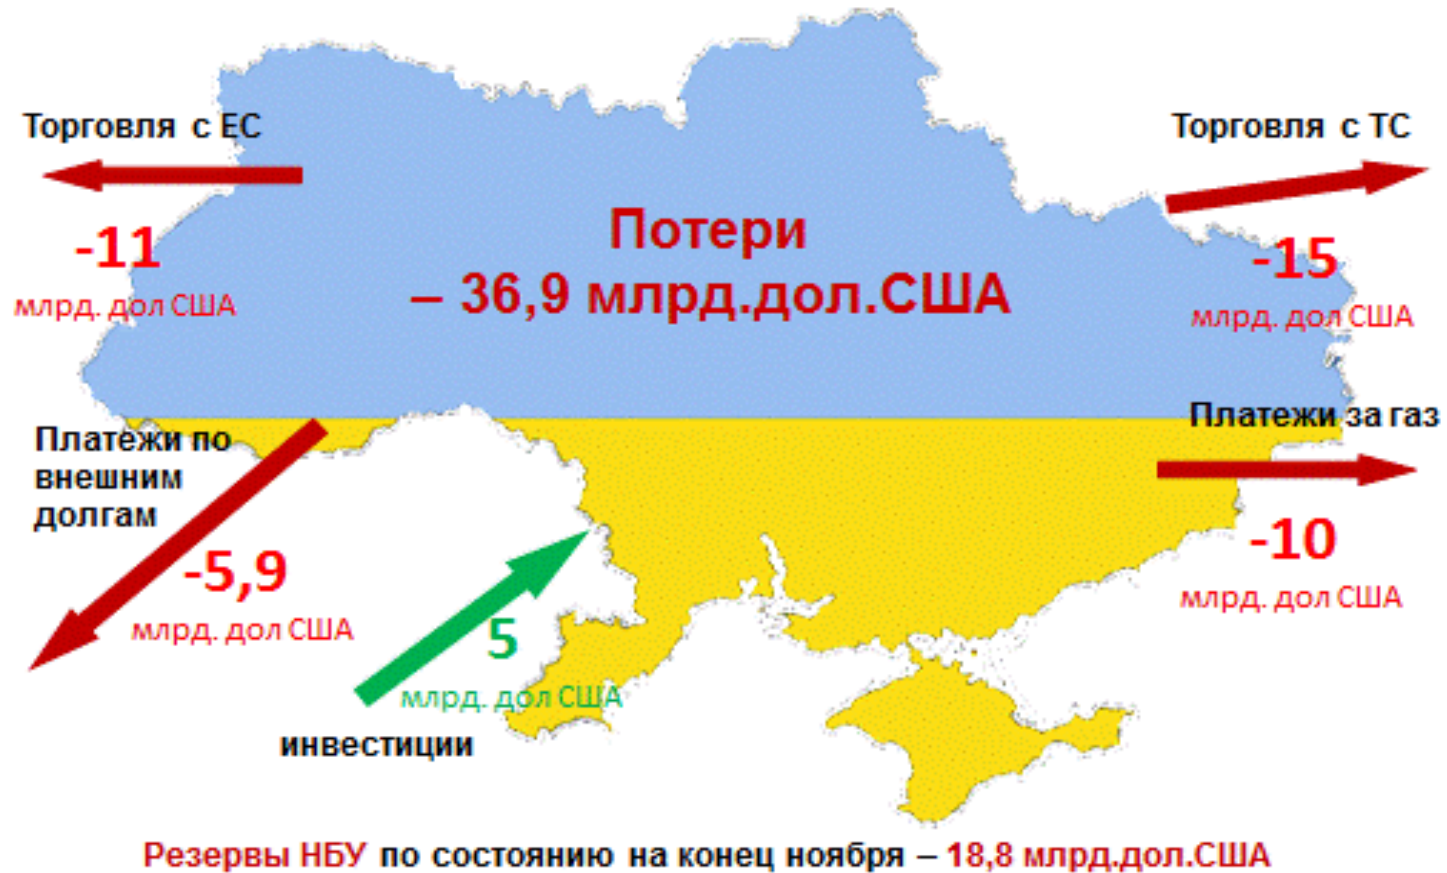 Торговля с ЕС
-11
млрд. дол США
Потери
– 36,9 млрд.дол.США
Торговля с ТС
-15
млрд. дол США
Платежи по
внешним
долгам
-5,9
млрд. дол США
5
млрд. дол США
инвестиции
Платежи за газ
-10
млрд. дол США
Резервы НБУ по состоянию на конец ноября – 18,8 млрд.дол.США